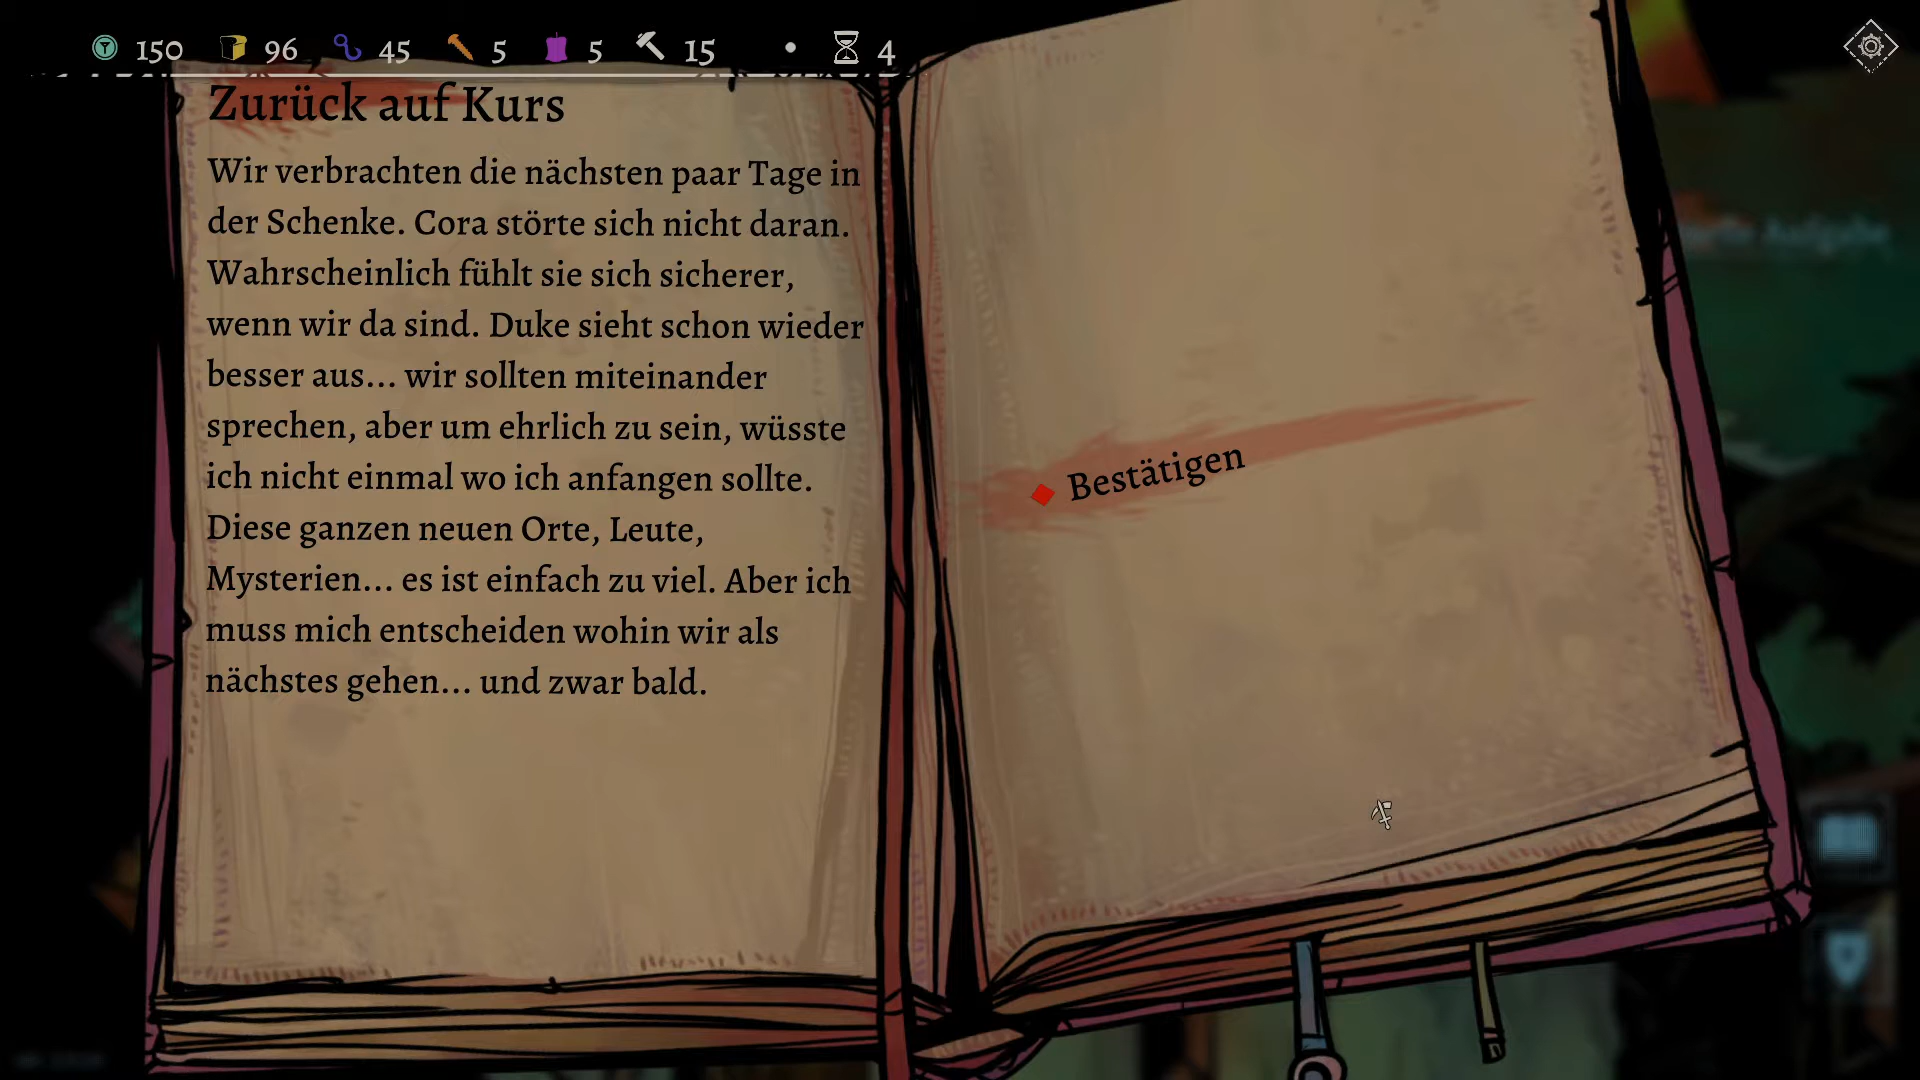 150 96 45 5 5 15 • 4
Zurück auf Kurs
Wir verbrachten die nächsten paar Tage in
der Schenke. Cora störte sich nicht daran.
Wahrscheinlich fühlt sie sich sicherer,
wenn wir da sind. Duke sieht schon wieder
besser aus... wir sollten miteinander
sprechen, aber um ehrlich zu sein, wüsste
ich nicht einmal wo ich anfangen sollte.
Diese ganzen neuen Orte, Leute,
Mysterien... es ist einfach zu viel. Aber ich
muss mich entscheiden wohin wir als
nächstes gehen... und zwar bald.
Bestätigen